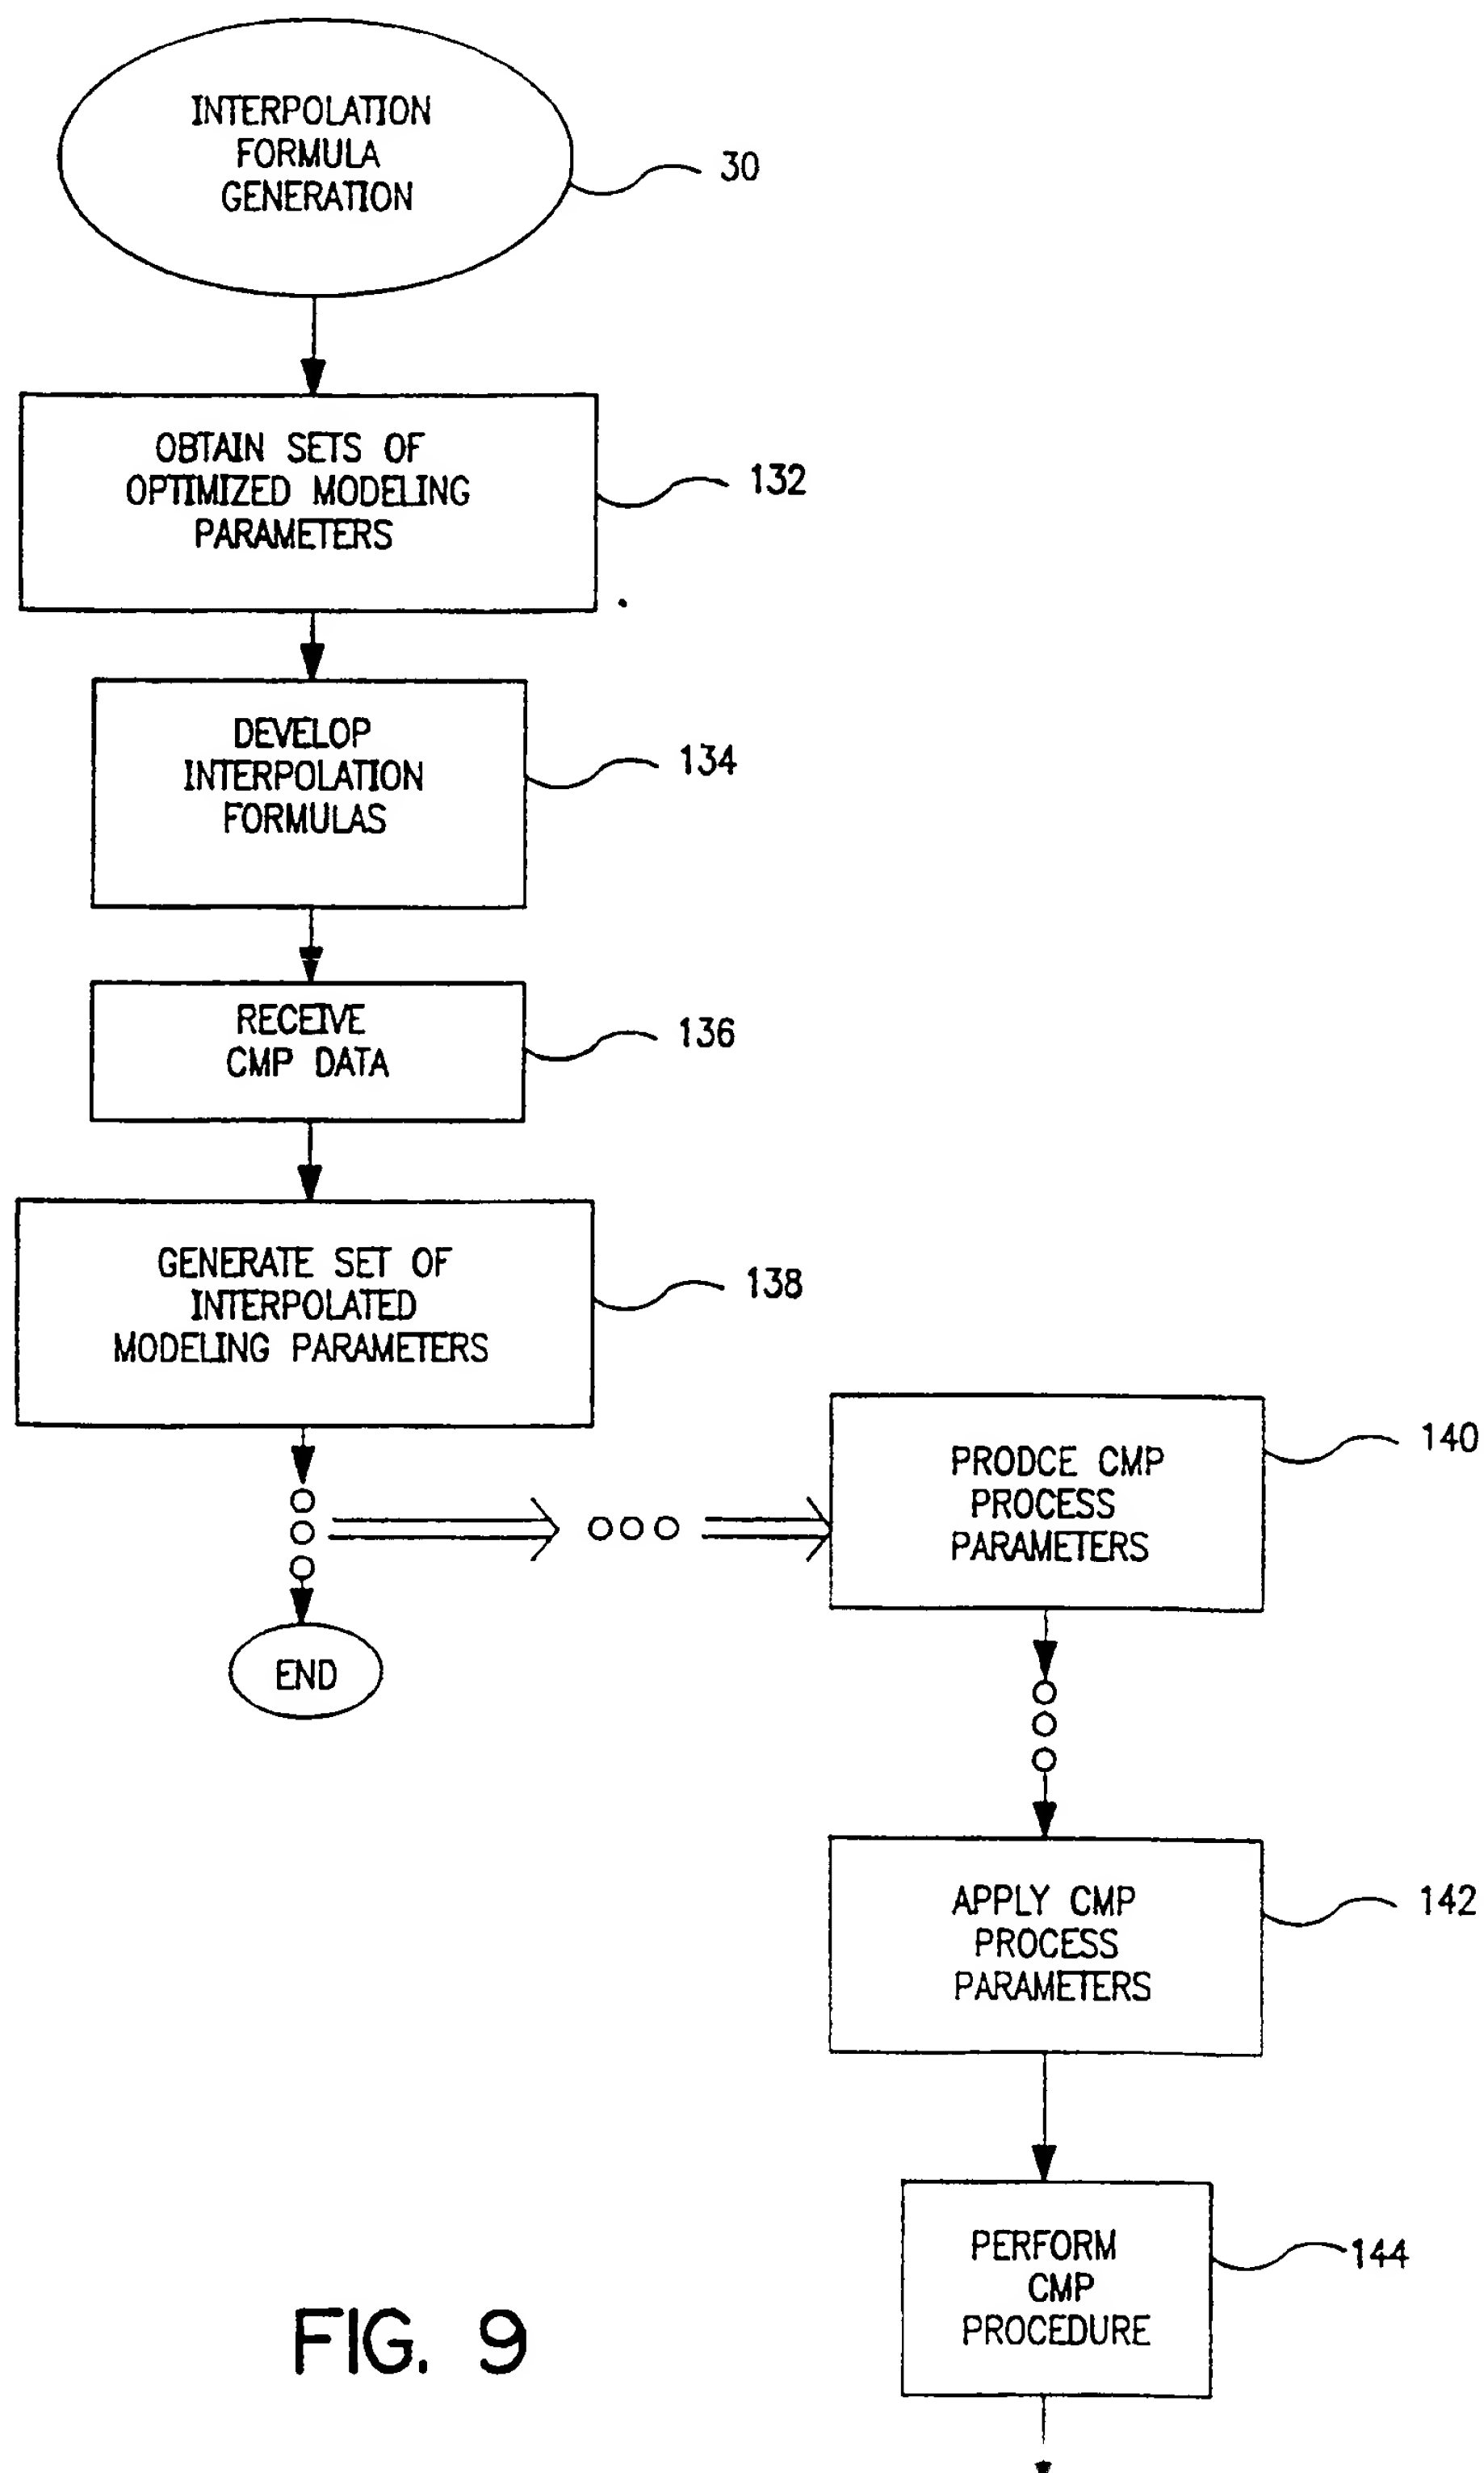 INTERPOLATION
FORMULA
GENERATION
30
OBTAIN SETS OF
OPTIMIZED MODELING
PARAMETERS
132
DEVELOP
INTERPOLATION
FORMULAS
134
RECEIVE
CMP DATA
136
GENERATE SET OF
INTERPOLATED
MODELING PARAMETERS
138
END
PRODCE CMP
PROCESS
PARAMETERS
140
APPLY CMP
PROCESS
PARAMETERS
142
PERFORM
CMP
PROCEDURE
144
FIG. 9